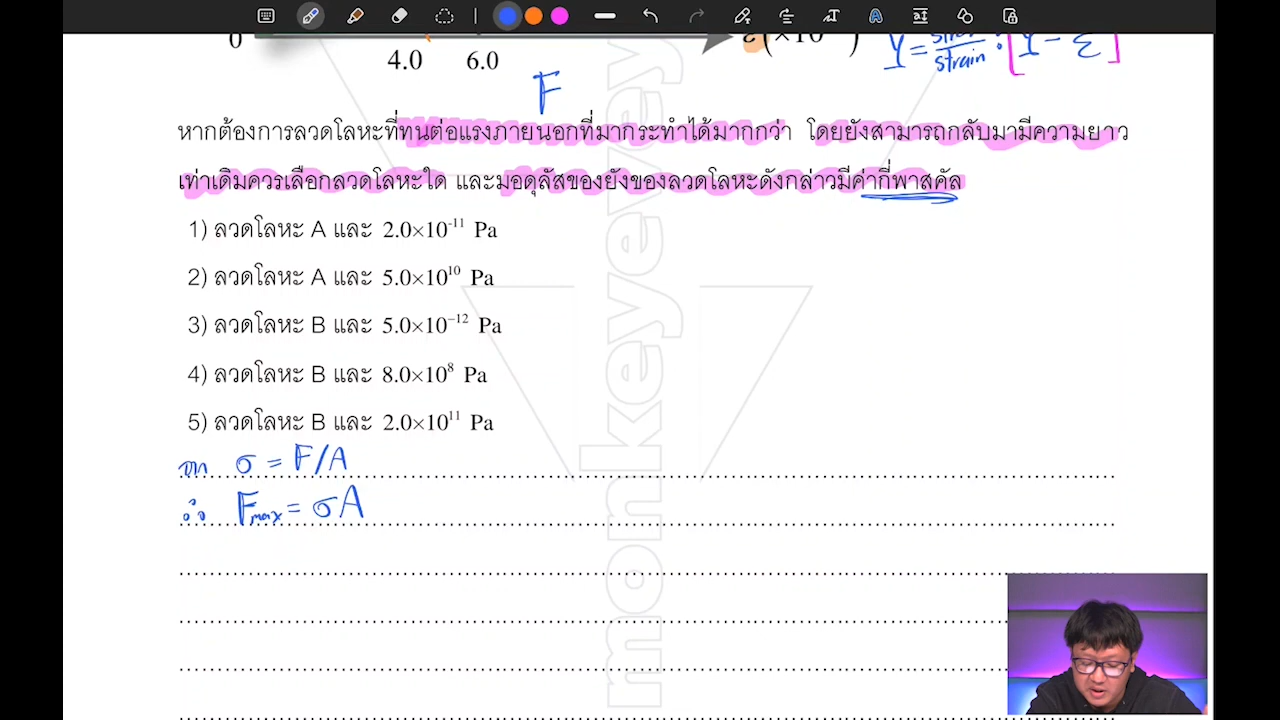 0
4.0 6.0
ε (×10
Y = stress/strain : [Y = ε]
F
หากต้องการลวดโลหะที่ทนต่อแรงภายนอกที่มากระทำได้มากกว่า โดยยังสามารถกลับมามีความยาว
เท่าเดิมควรเลือกลวดโลหะใด และมอดุลัสของยังของลวดโลหะดังกล่าวมีค่ากี่พาสคัล
1) ลวดโลหะ A และ 2.0×10⁻¹¹ Pa
2) ลวดโลหะ A และ 5.0×10¹⁰ Pa
3) ลวดโลหะ B และ 5.0×10⁻¹² Pa
4) ลวดโลหะ B และ 8.0×10⁸ Pa
5) ลวดโลหะ B และ 2.0×10¹¹ Pa
จาก σ = F/A
∴ Fmax = σA
monkeyeyey